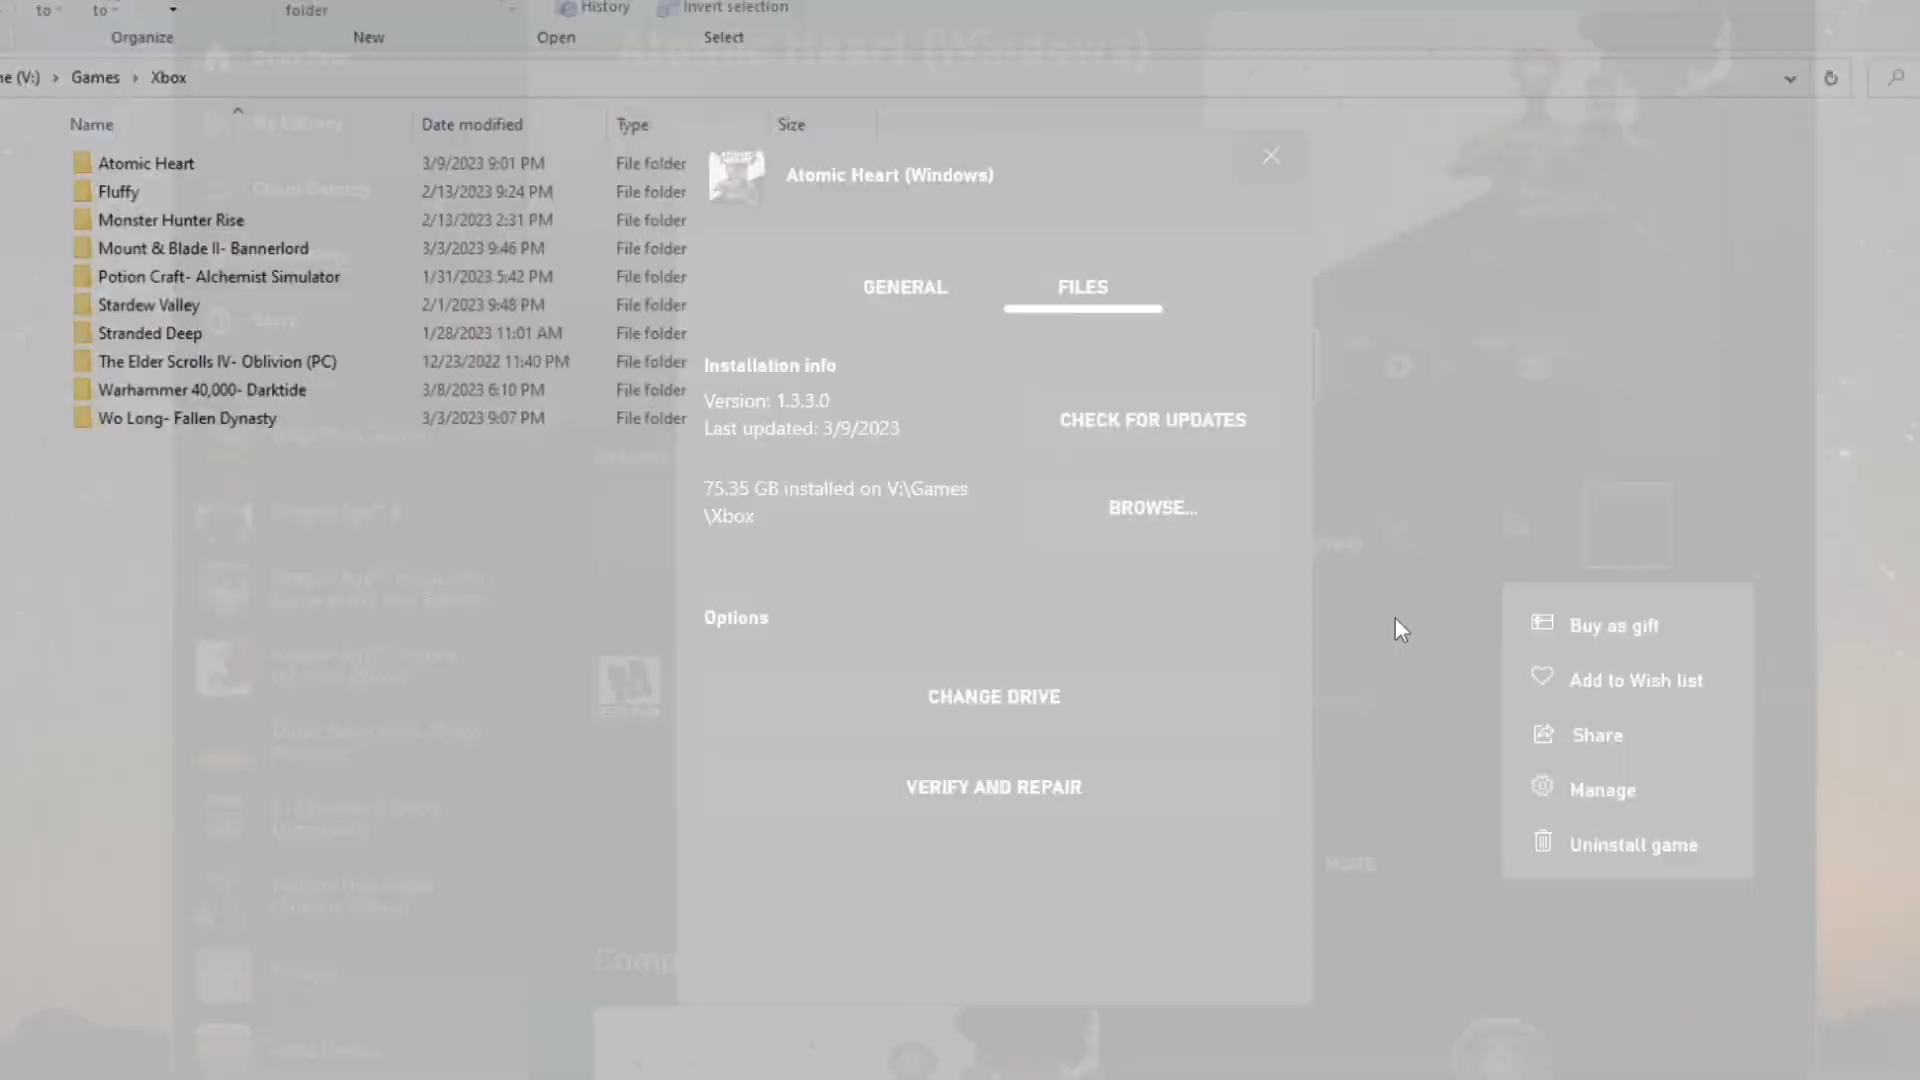 to
to
folder
History
Invert selection
Organize
New
Open
Select
Atomic Heart (Windows)
(V:) > Games > Xbox
My Library
Name
Date modified
Type
Size
Atomic Heart
3/9/2023 9:01 PM
File folder
Fluffy
2/13/2023 9:24 PM
File folder
Monster Hunter Rise
2/13/2023 2:31 PM
File folder
Mount & Blade II- Bannerlord
3/3/2023 9:46 PM
File folder
Potion Craft- Alchemist Simulator
1/31/2023 5:42 PM
File folder
Stardew Valley
2/1/2023 9:48 PM
File folder
Stranded Deep
1/28/2023 11:01 AM
File folder
The Elder Scrolls IV- Oblivion (PC)
12/23/2022 11:40 PM
File folder
Warhammer 40,000- Darktide
3/8/2023 6:10 PM
File folder
Wo Long- Fallen Dynasty
3/3/2023 9:07 PM
File folder
Atomic Heart (Windows)
GENERAL
FILES
Installation info
Version: 1.3.3.0
Last updated: 3/9/2023
CHECK FOR UPDATES
75.35 GB installed on V:\Games
\Xbox
BROWSE...
Options
CHANGE DRIVE
VERIFY AND REPAIR
Buy as gift
Add to Wish list
Share
Manage
Uninstall game
MORE